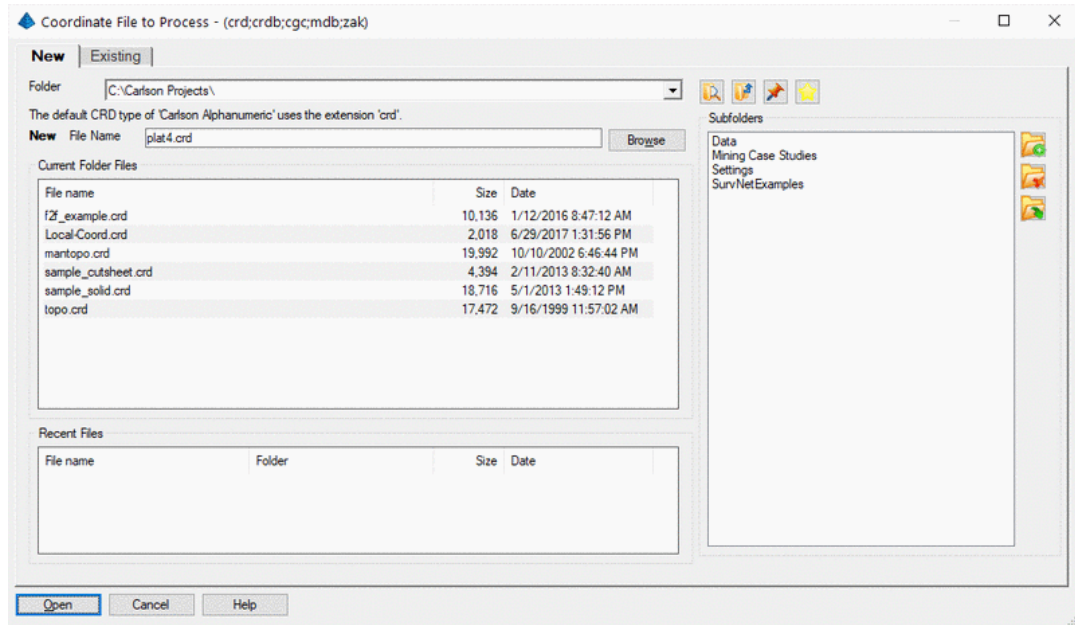 Coordinate File to Process - (crd;crdb;cgc;mdb;zak)
New Existing
Folder C:\Carlson Projects\
The default CRD type of 'Carlson Alphanumeric' uses the extension 'crd'.
New File Name plat4.crd Browse
Current Folder Files
File name Size Date
f2f_example.crd 10,136 1/12/2016 8:47:12 AM
Local-Coord.crd 2,018 6/29/2017 1:31:56 PM
mantopo.crd 19,992 10/10/2002 6:46:44 PM
sample_cutsheet.crd 4,394 2/11/2013 8:32:40 AM
sample_solid.crd 18,716 5/1/2013 1:49:12 PM
topo.crd 17,472 9/16/1999 11:57:02 AM
Recent Files
File name Folder Size Date
Subfolders
Data
Mining Case Studies
Settings
SurvNetExamples
Open Cancel Help